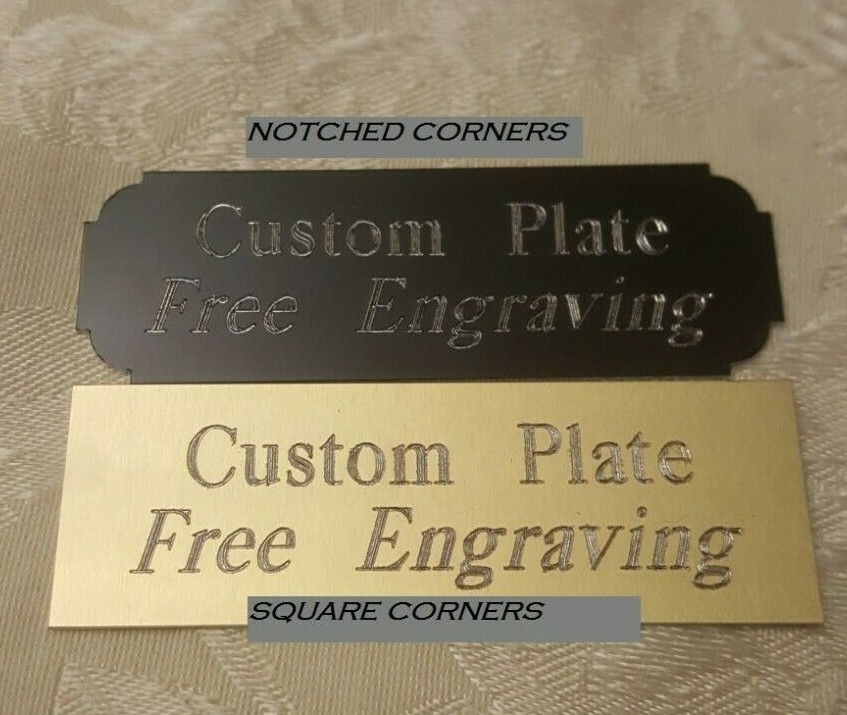 NOTCHED CORNERS
Custom Plate
Free Engraving
Custom Plate
Free Engraving
SQUARE CORNERS